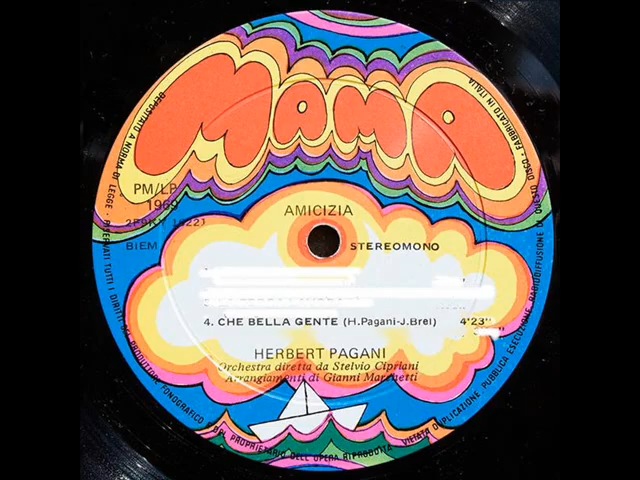 MAMA
DEPOSITATO A NORMA DI LEGGE - RISERVATI TUTTI I DIRITTI DEL PRODUTTORE FONOGRAFICO E DEL PROPRIETARIO DELL'OPERA RIPRODOTTA - VIETATA DUPLICAZIONE PUBBLICA ESECUZIONE RADIODIFFUSIONE DI QUESTO DISCO - FABBRICATO IN ITALIA
PM/LP
1969
AMICIZIA
BIEM
STEREOMONO
4. CHE BELLA GENTE (H.Pagani-J.Brel) 4'23"
HERBERT PAGANI
Orchestra diretta da Stelvio Cipriani
Arrangiamenti di Gianni Marchetti